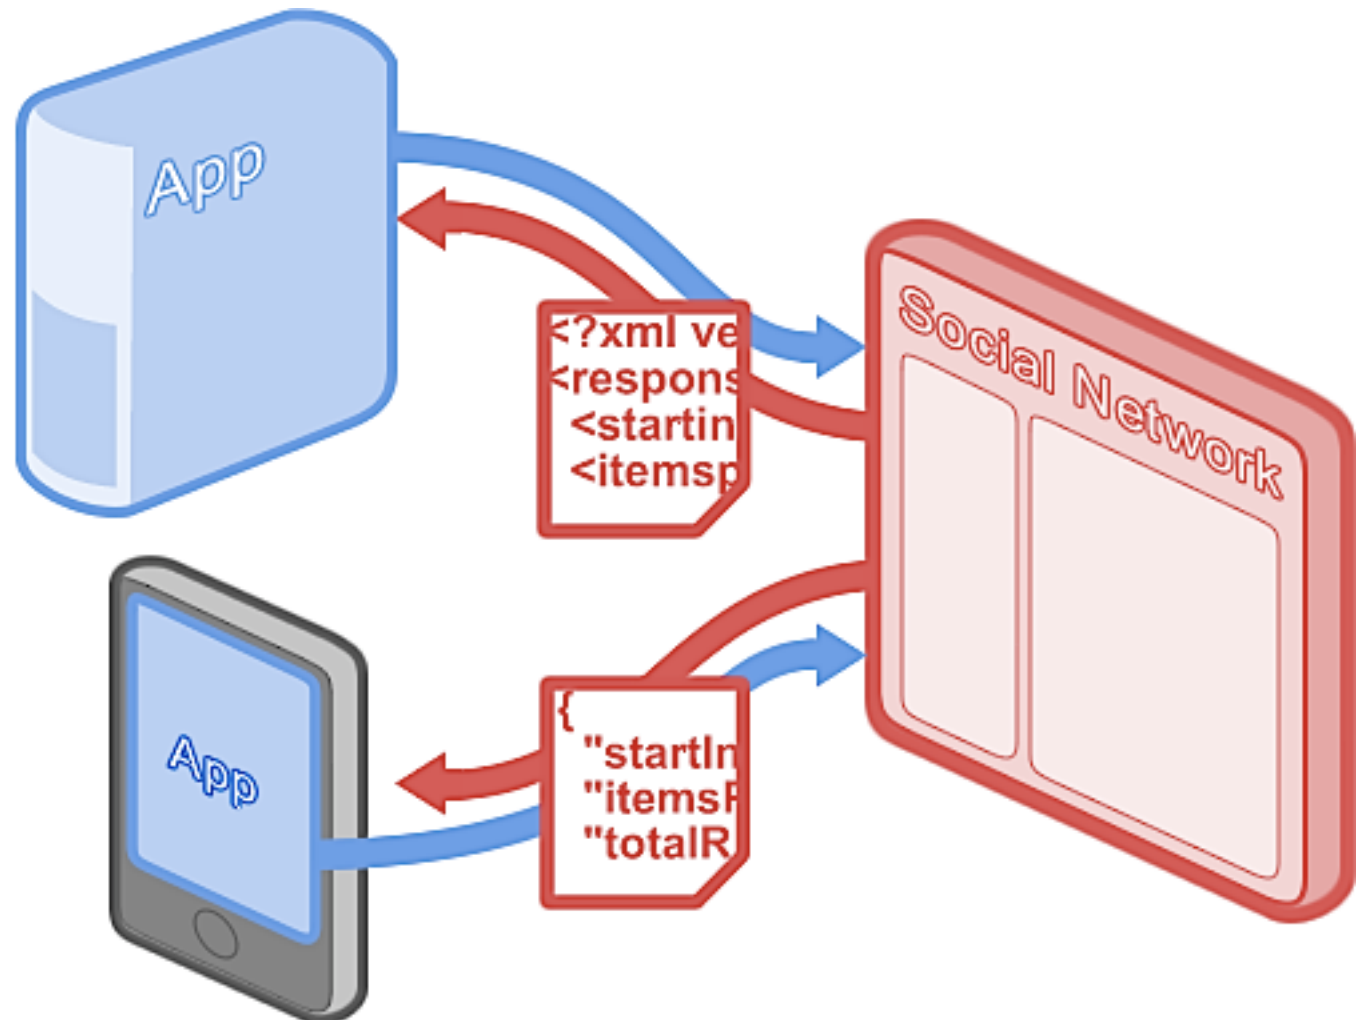 App
<?xml ve
<respons
<startin
<itemsp
Social Network
{
"startIn
"itemsP
"totalR
App